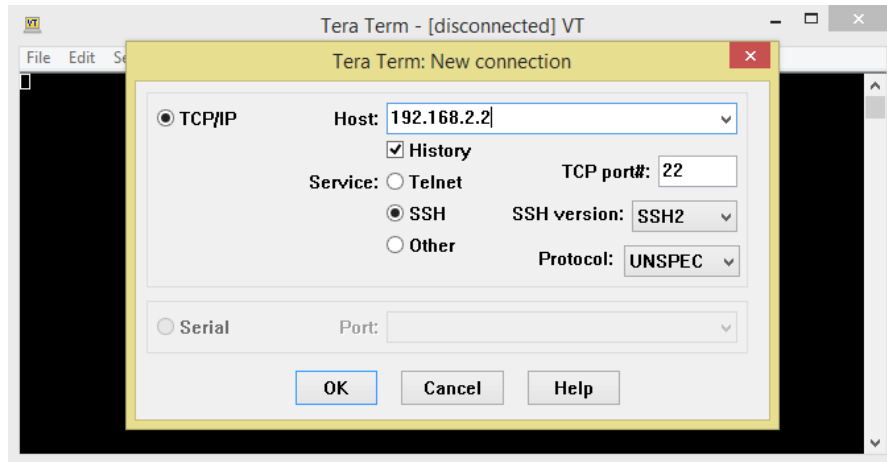 VT
Tera Term - [disconnected] VT
File Edit Se
Tera Term: New connection
TCP/IP Host: 192.168.2.2
History
Service: Telnet TCP port#: 22
SSH SSH version: SSH2
Other Protocol: UNSPEC
Serial Port:
OK Cancel Help